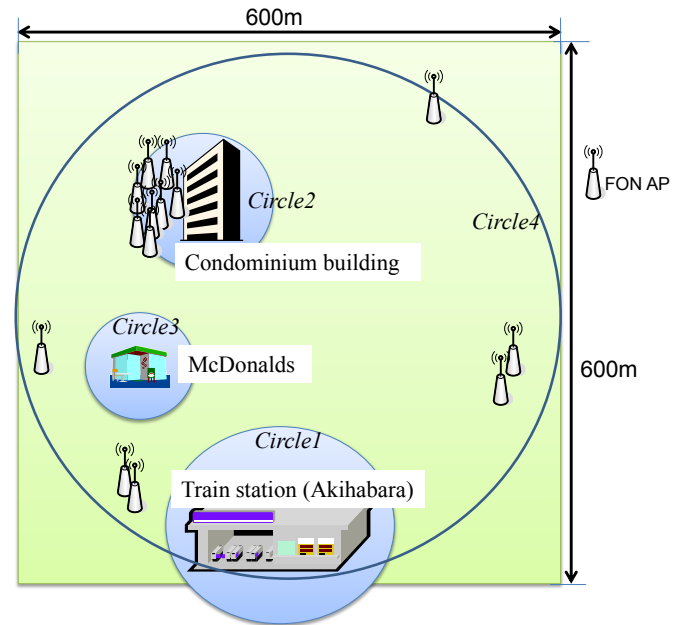 600m
Circle2
Circle4
FON AP
Condominium building
Circle3
McDonalds
600m
Circle1
Train station (Akihabara)